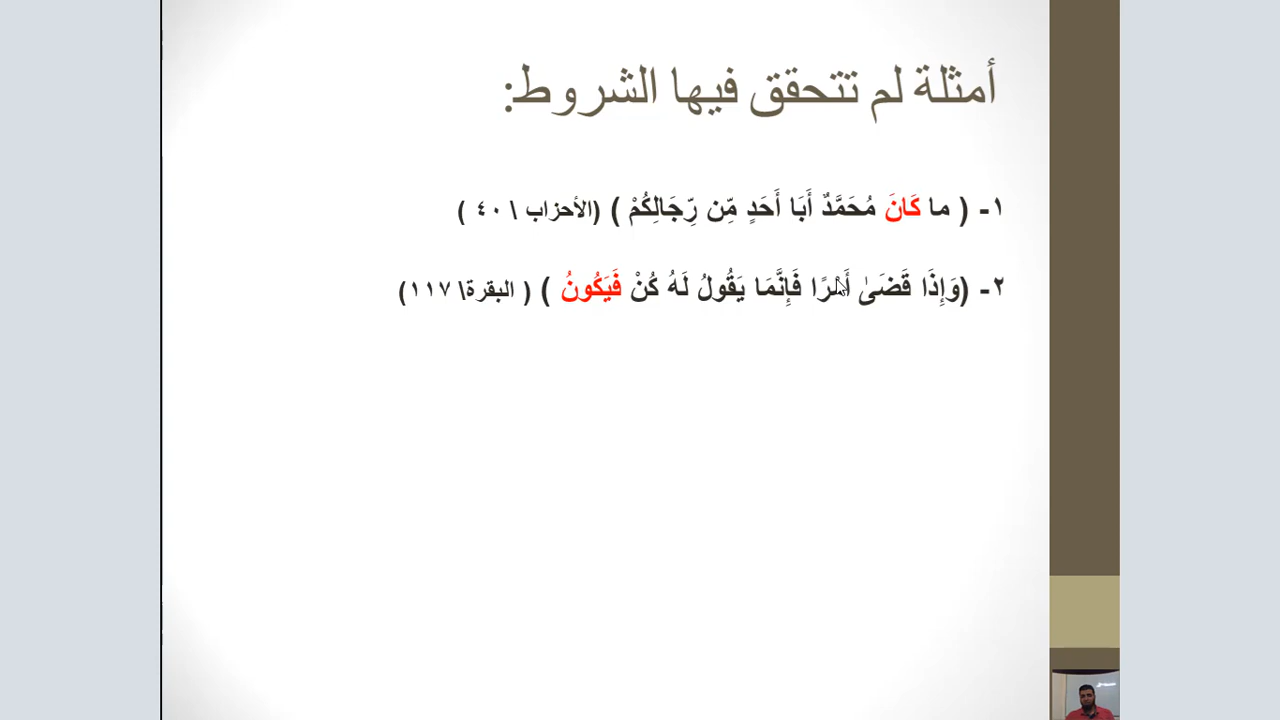 أمثلة لم تتحقق فيها الشروط:
١- ( ما كَانَ مُحَمَّدٌ أَبَا أَحَدٍ مِّن رِّجَالِكُمْ ) (الأحزاب \ ٤٠ )
٢- (وَإِذَا قَضَىٰ أَمْرًا فَإِنَّمَا يَقُولُ لَهُ كُنْ فَيَكُونُ ) ( البقرة\ ١١٧)